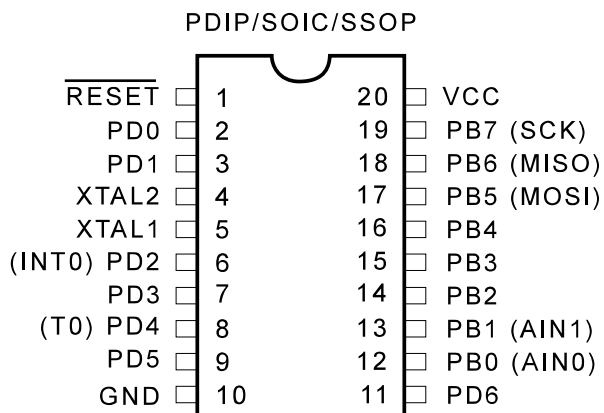 PDIP/SOIC/SSOP
RESET 1 20 VCC
PD0 2 19 PB7 (SCK)
PD1 3 18 PB6 (MISO)
XTAL2 4 17 PB5 (MOSI)
XTAL1 5 16 PB4
(INT0) PD2 6 15 PB3
PD3 7 14 PB2
(T0) PD4 8 13 PB1 (AIN1)
PD5 9 12 PB0 (AIN0)
GND 10 11 PD6